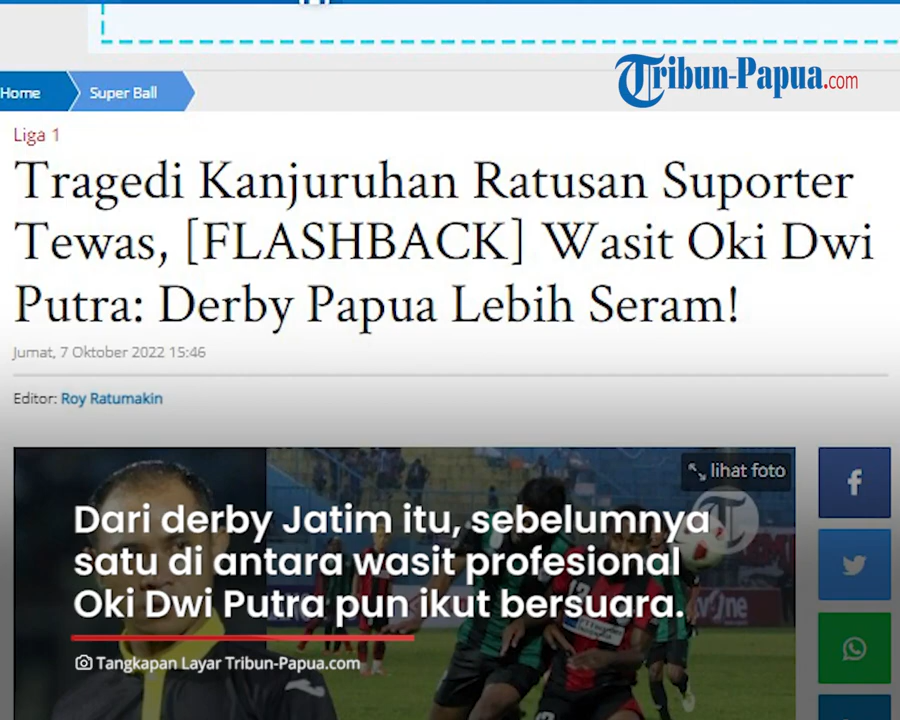 Tribun-Papua.com
Home
Super Ball
Liga 1
Tragedi Kanjuruhan Ratusan Suporter
Tewas, [FLASHBACK] Wasit Oki Dwi
Putra: Derby Papua Lebih Seram!
Jumat, 7 Oktober 2022 15:46
Editor: Roy Ratumakin
lihat foto
Dari derby Jatim itu, sebelumnya
satu di antara wasit profesional
Oki Dwi Putra pun ikut bersuara.
Tangkapan Layar Tribun-Papua.com